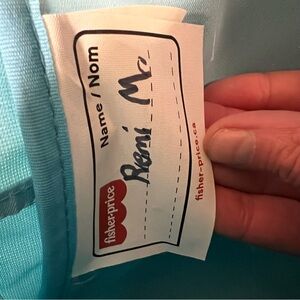 Name / Nom
Remi Mc
fisher-price
fisher-price.ca